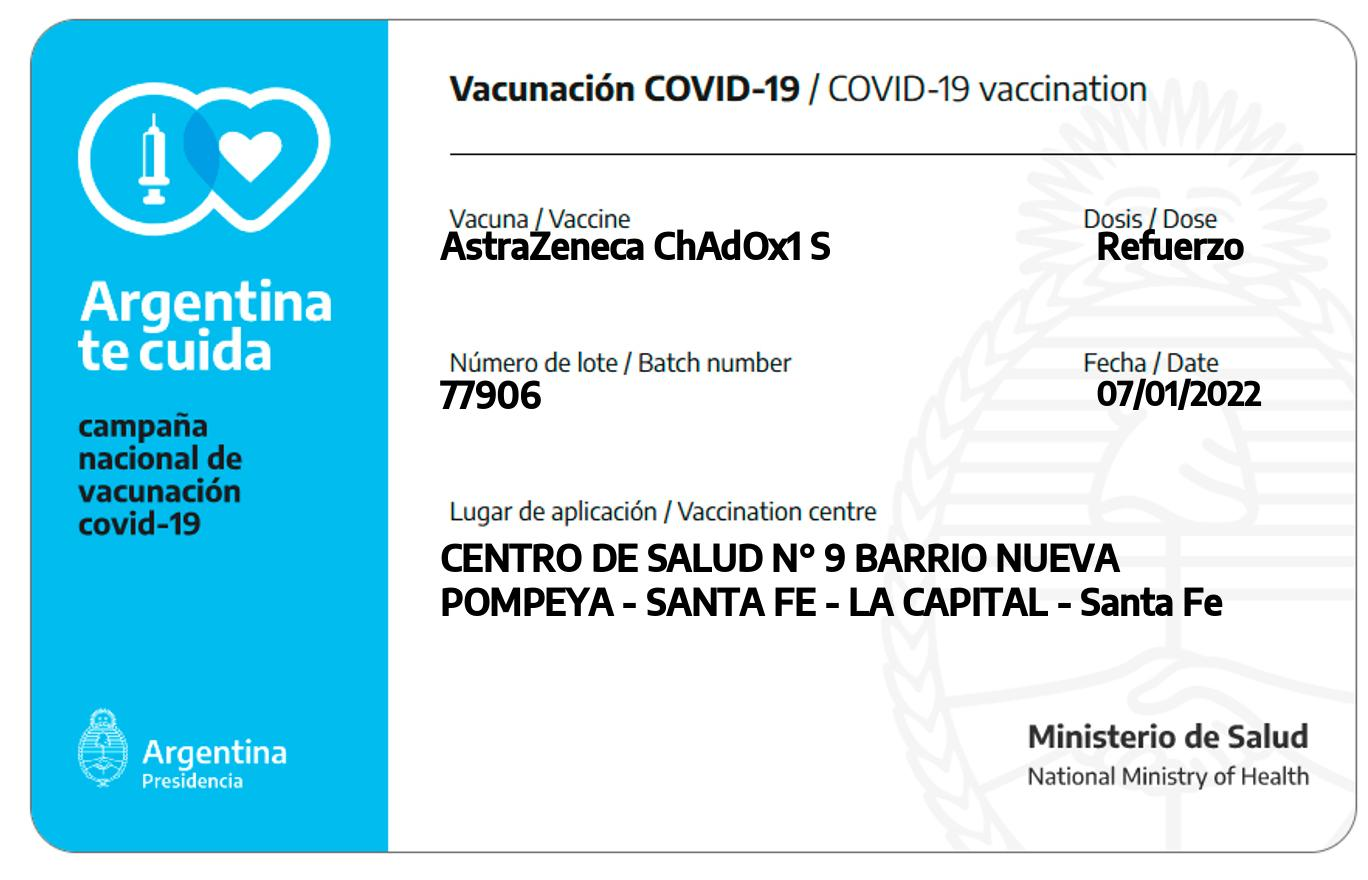 Vacunación COVID-19 / COVID-19 vaccination
Vacuna / Vaccine
AstraZeneca ChAdOx1 S
Dosis / Dose
Refuerzo
Número de lote / Batch number
77906
Fecha / Date
07/01/2022
Lugar de aplicación / Vaccination centre
CENTRO DE SALUD N° 9 BARRIO NUEVA
POMPEYA - SANTA FE - LA CAPITAL - Santa Fe
Argentina
te cuida
campaña
nacional de
vacunación
covid-19
Argentina
Presidencia
Ministerio de Salud
National Ministry of Health